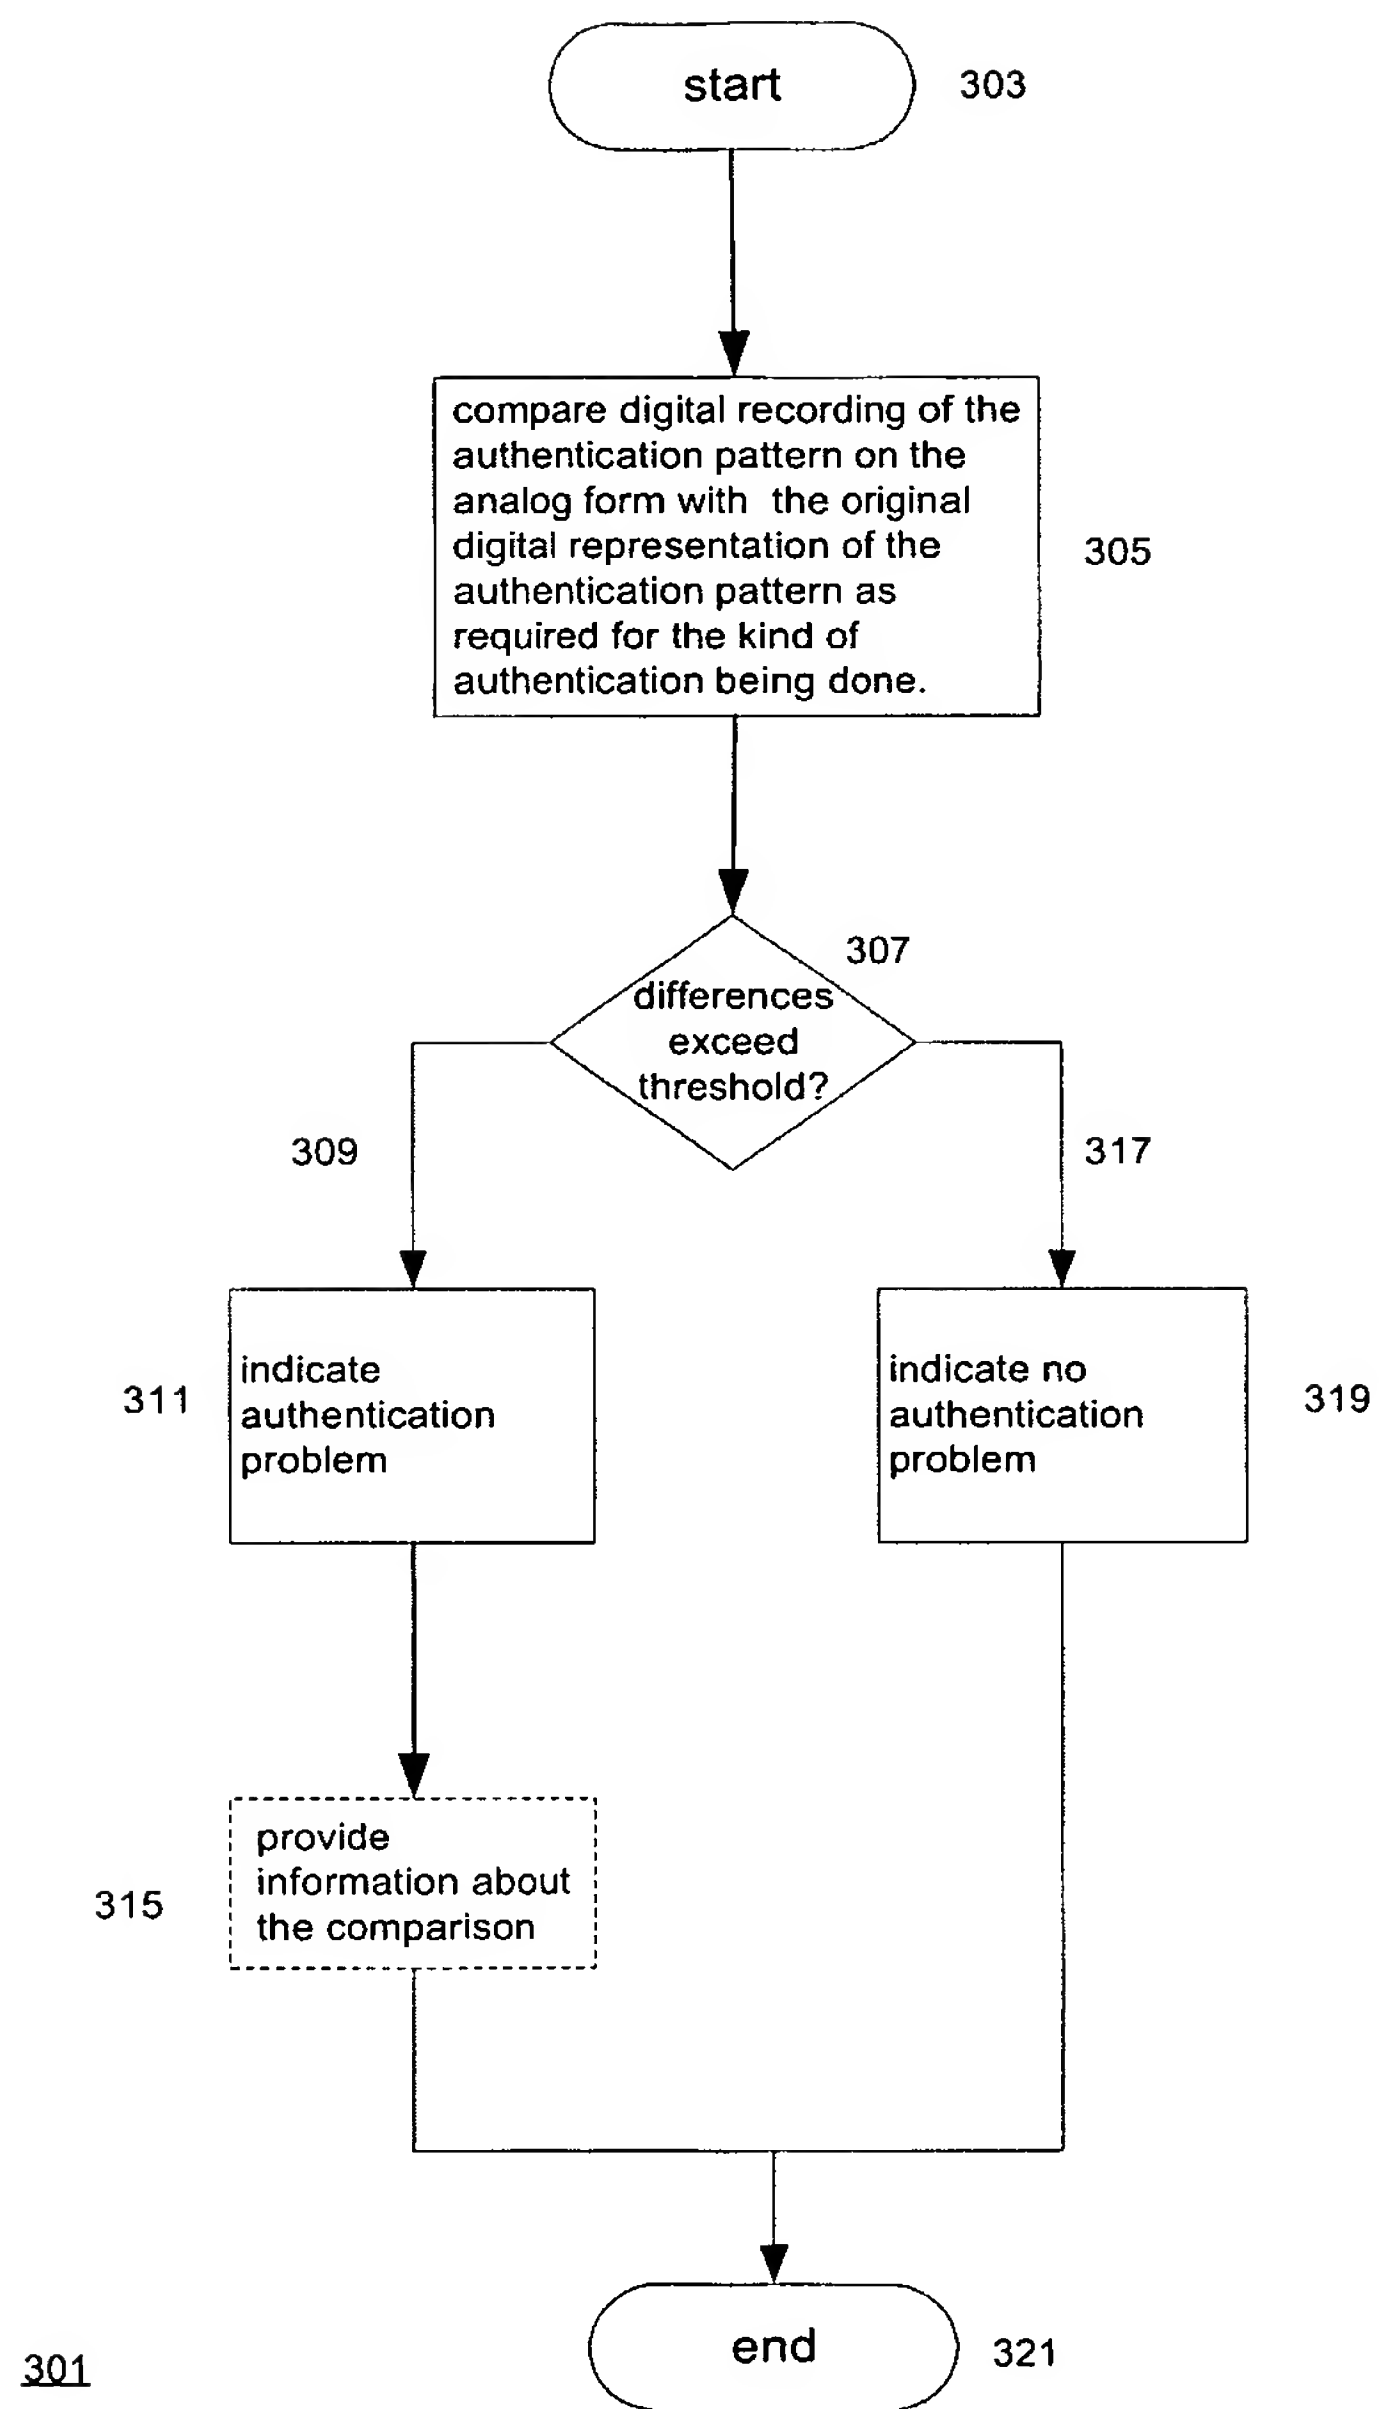 start
303
compare digital recording of the
authentication pattern on the
analog form with the original
digital representation of the
authentication pattern as
required for the kind of
authentication being done.
305
307
differences
exceed
threshold?
309
317
311
indicate
authentication
problem
indicate no
authentication
problem
319
315
provide
information about
the comparison
end
321
301